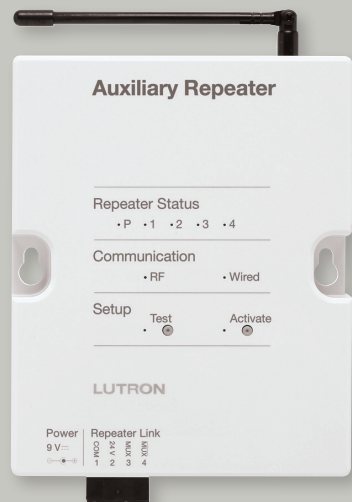 Auxiliary Repeater
Repeater Status
• P • 1 • 2 • 3 • 4
Communication
• RF • Wired
Setup
• Test • Activate
LUTRON
Power Repeater Link
9 V⎓ COM 24 V MUX MUX
1 2 3 4